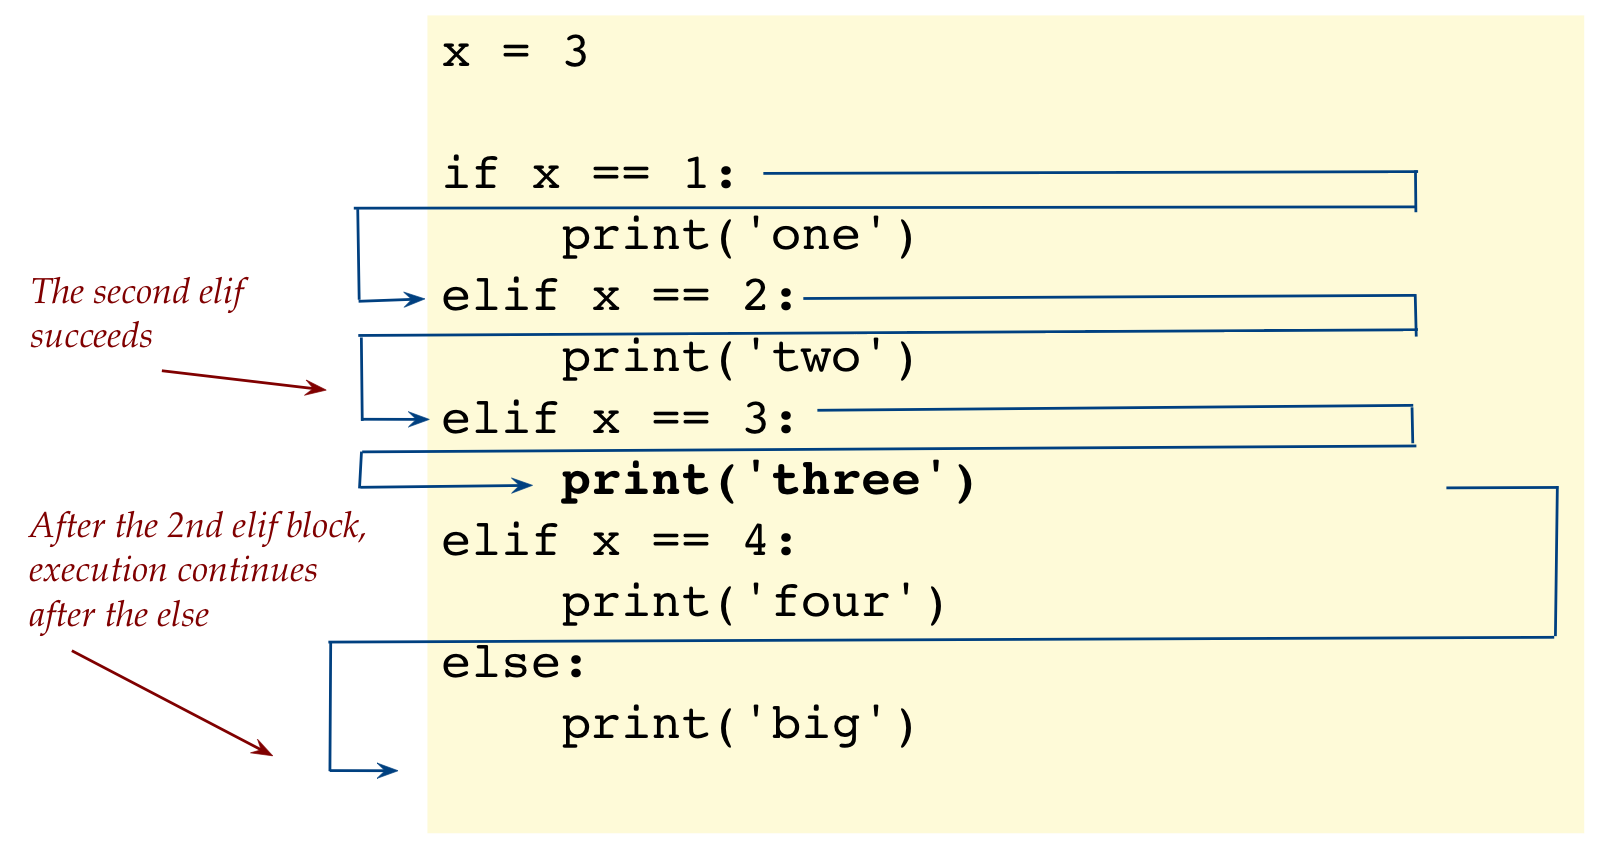 x = 3
if x == 1:
    print('one')
elif x == 2:
    print('two')
elif x == 3:
    print('three')
elif x == 4:
    print('four')
else:
    print('big')
The second elif
succeeds
After the 2nd elif block,
execution continues
after the else